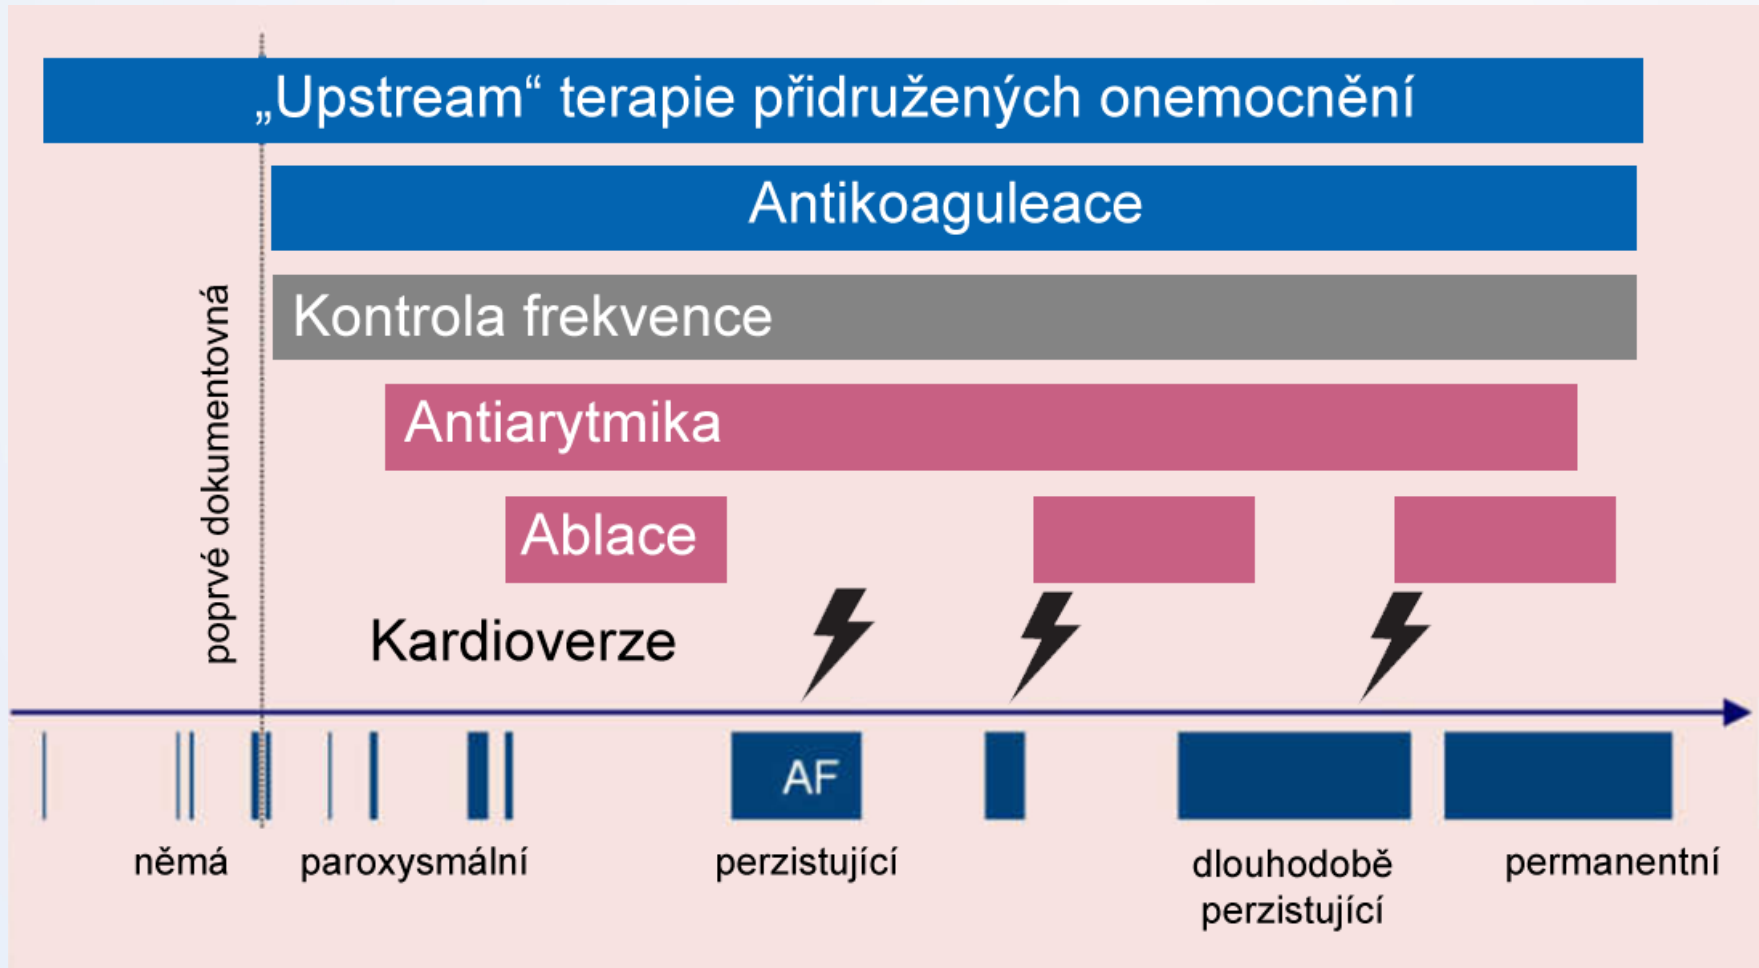 „Upstream“ terapie přidružených onemocnění
Antikoaguleace
Kontrola frekvence
poprvé dokumentovná
Antiarytmika
Ablace
Kardioverze
AF
němá
paroxysmální
perzistující
dlouhodobě
perzistující
permanentní